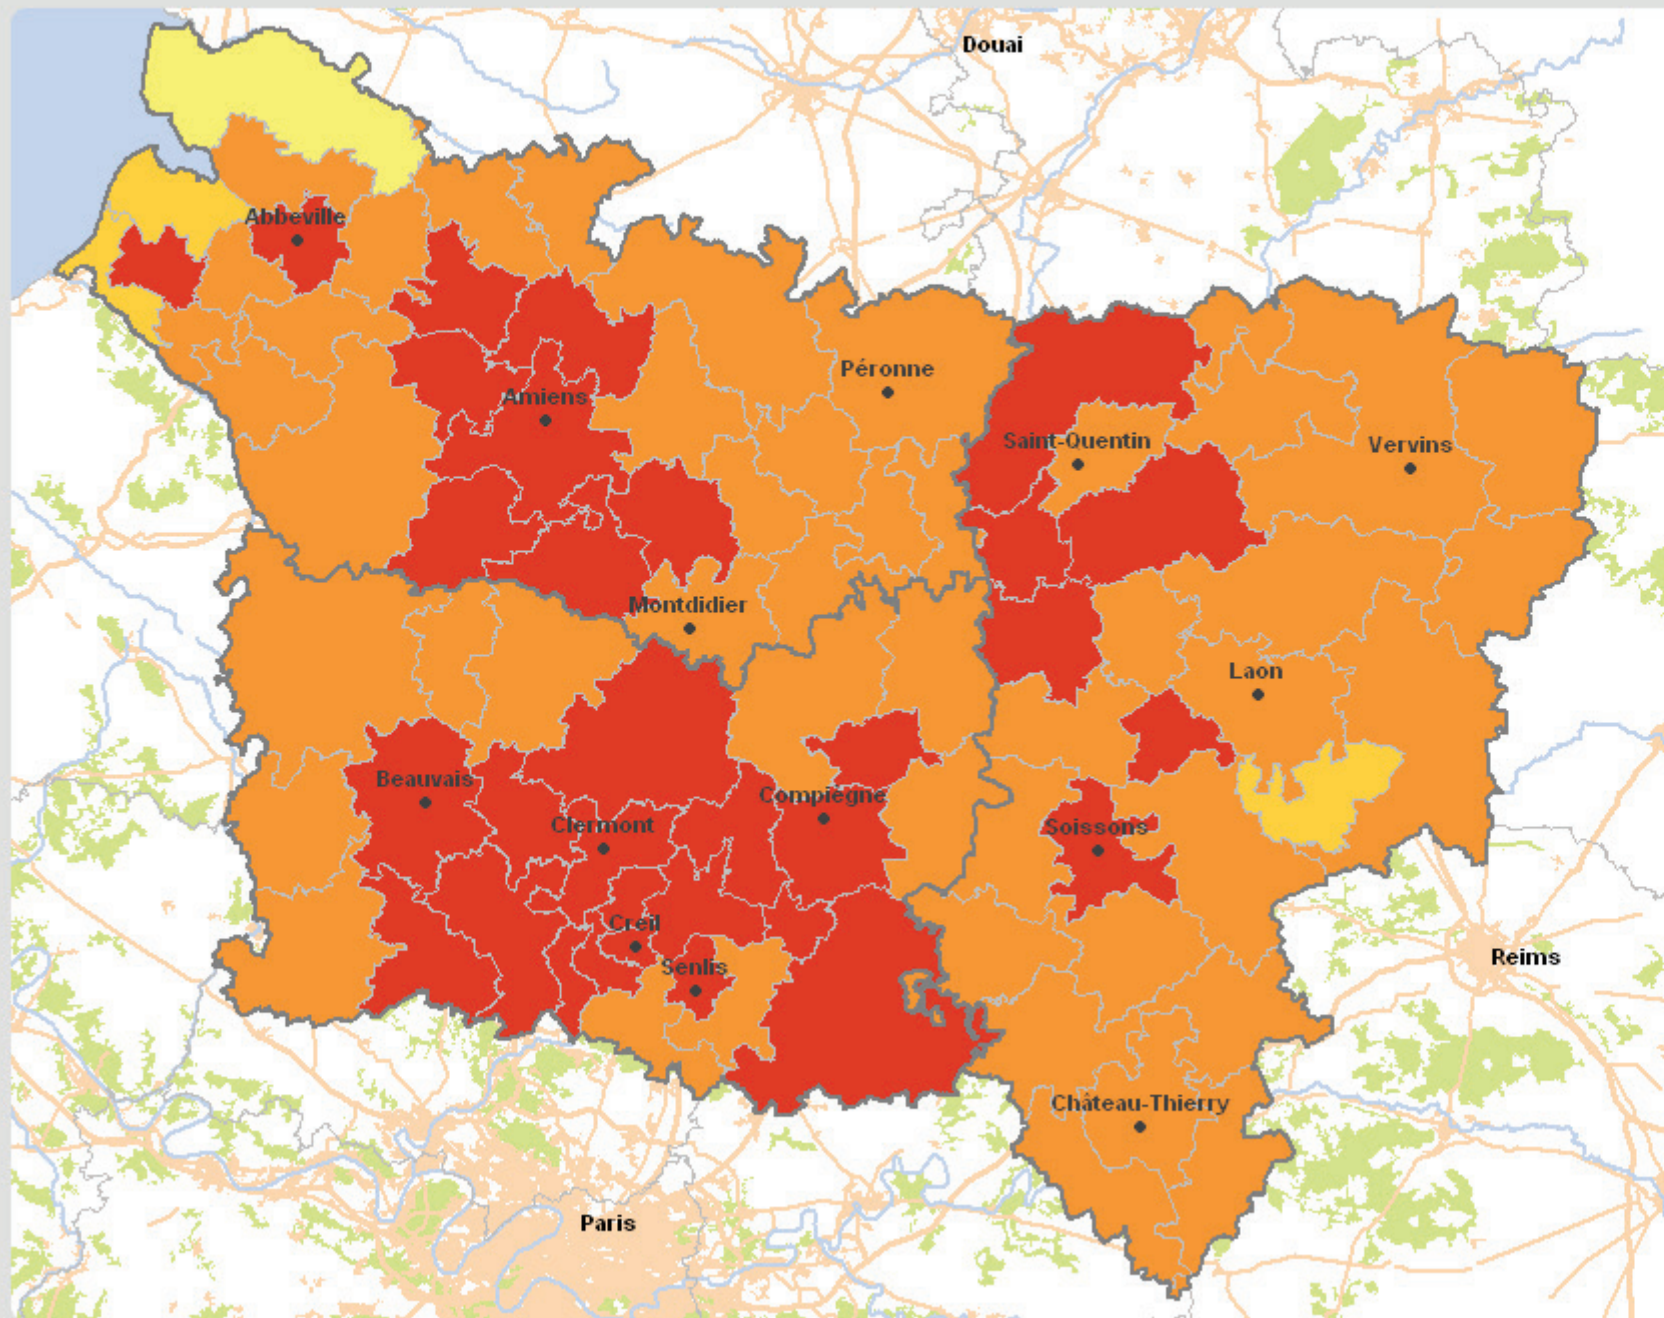 Douai
Abbeville
Péronne
Amiens
Saint-Quentin
Vervins
Montdidier
Laon
Beauvais
Compiègne
Clermont
Soissons
Creil
Senlis
Reims
Château-Thierry
Paris